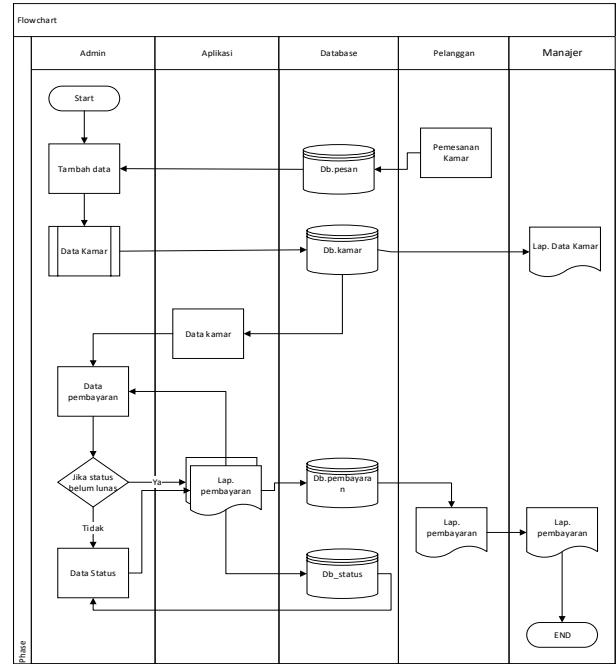 Flowchart
Admin
Aplikasi
Database
Pelanggan
Manajer
Start
Tambah data
Db.pesan
Pemesanan
Kamar
Data Kamar
Db.kamar
Lap. Data Kamar
Data kamar
Data
pembayaran
Jika status
belum lunas
Ya
Lap.
pembayaran
Db.pembayara
n
Lap.
pembayaran
Lap.
pembayaran
Tidak
Data Status
Db_status
END
Phase